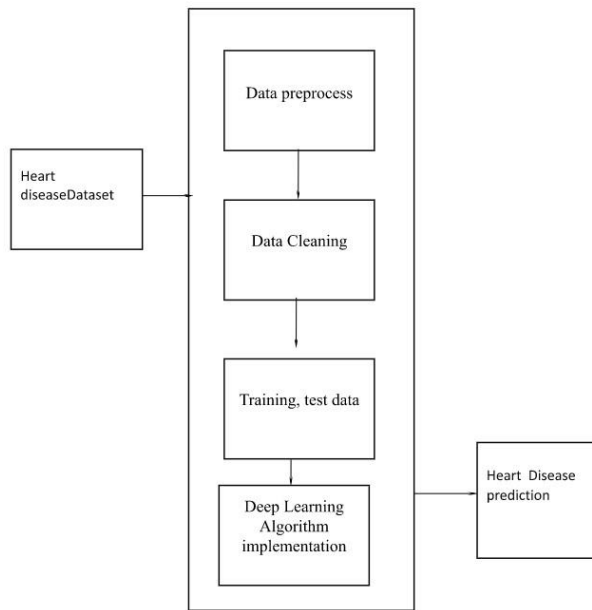 Data preprocess
Heart
diseaseDataset
Data Cleaning
Training, test data
Heart Disease
prediction
Deep Learning
Algorithm
implementation